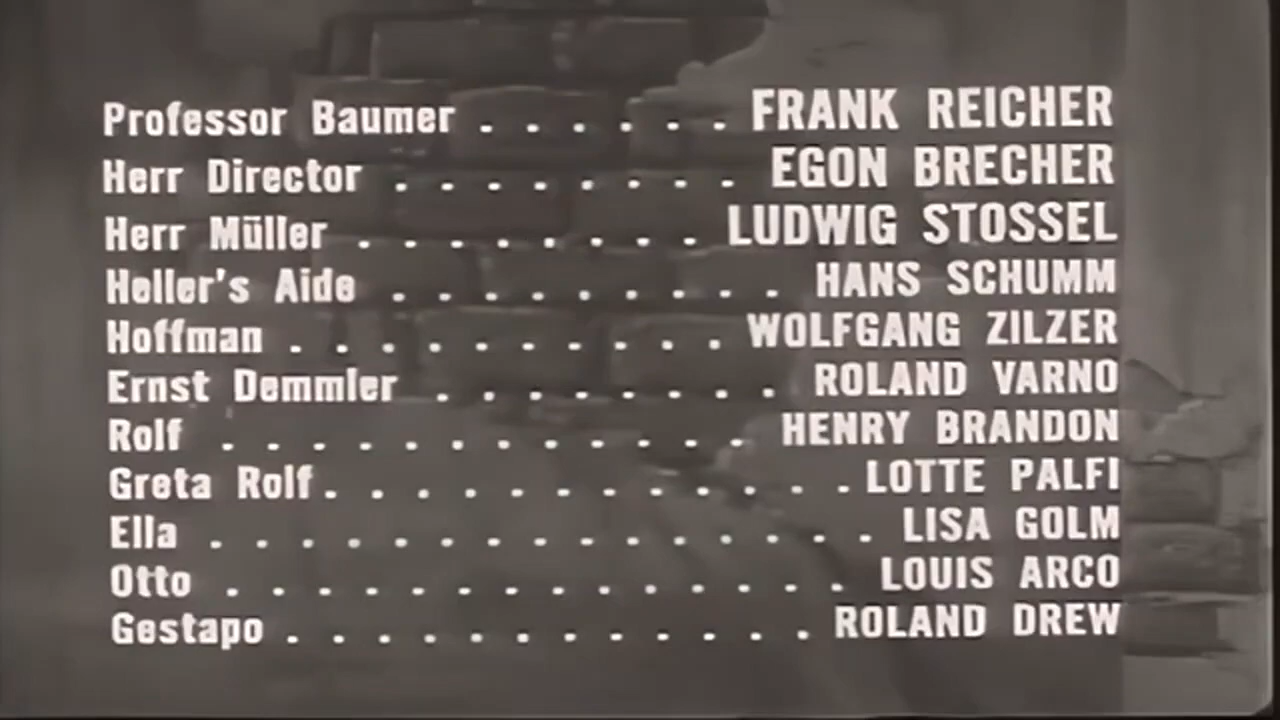 Professor Baumer . . . . . . FRANK REICHER
Herr Director . . . . . . . . EGON BRECHER
Herr Müller . . . . . . . . LUDWIG STOSSEL
Heller's Aide . . . . . . . . . HANS SCHUMM
Hoffman . . . . . . . . . . WOLFGANG ZILZER
Ernst Demmler . . . . . . . . ROLAND VARNO
Rolf . . . . . . . . . . . . HENRY BRANDON
Greta Rolf . . . . . . . . . . . . LOTTE PALFI
Ella . . . . . . . . . . . . . . . LISA GOLM
Otto . . . . . . . . . . . . . . LOUIS ARCO
Gestapo . . . . . . . . . . . . ROLAND DREW